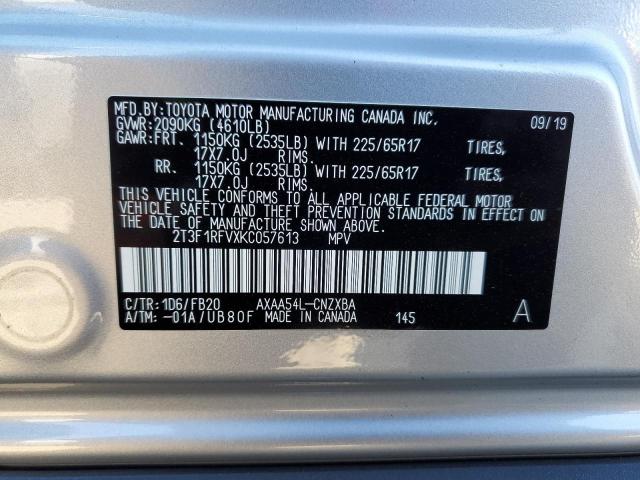 MFD.BY:TOYOTA MOTOR MANUFACTURING CANADA INC. 09/19
GVWR:2090KG (4610LB)
GAWR:FRT. 1150KG (2535LB) WITH 225/65R17 TIRES,
17X7.0J RIMS.
RR. 1150KG (2535LB) WITH 225/65R17 TIRES,
17X7.0J RIMS.
THIS VEHICLE CONFORMS TO ALL APPLICABLE FEDERAL MOTOR
VEHICLE SAFETY AND THEFT PREVENTION STANDARDS IN EFFECT ON
THE DATE OF MANUFACTURE SHOWN ABOVE.
2T3F1RFVXKC057613 MPV
C/TR:1D6/FB20 AXAA54L-CNZXBA
A/TM:-01A/UB80F MADE IN CANADA 145 A